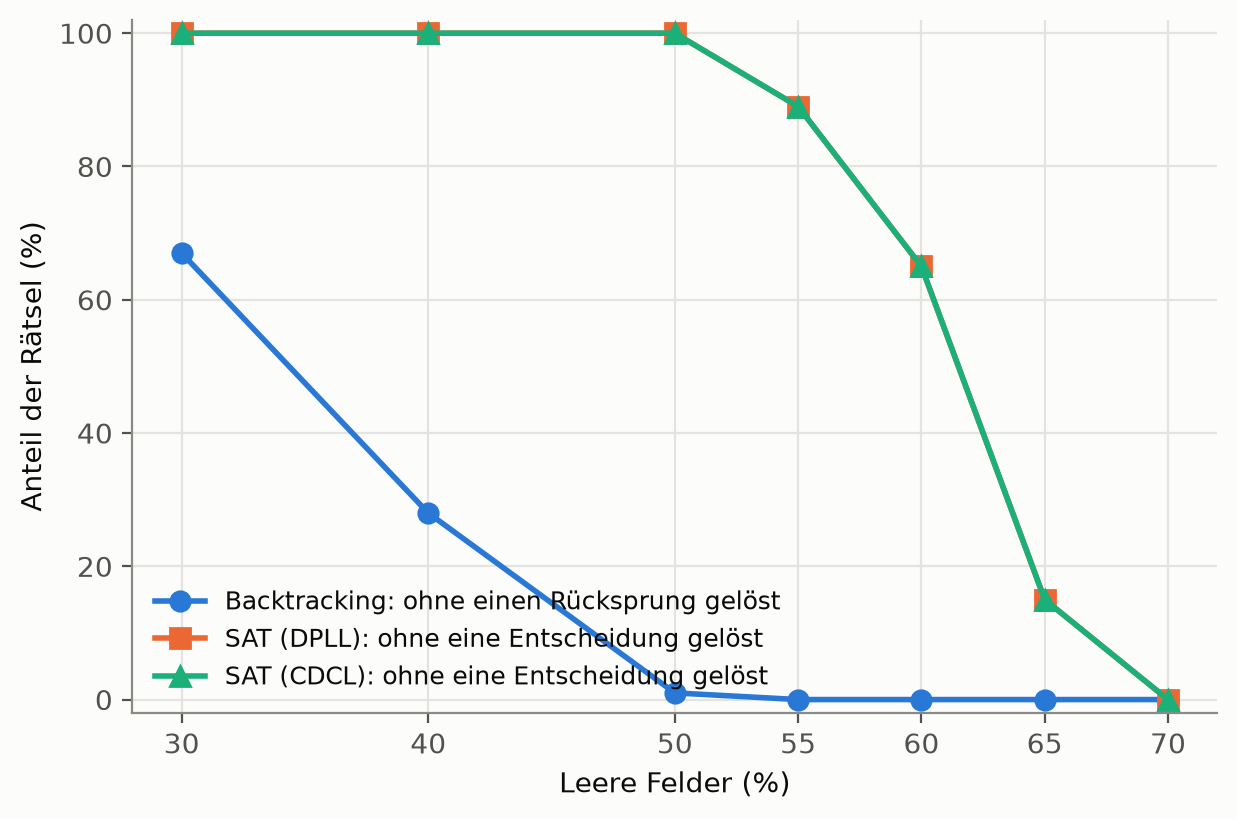 100
80
60
40
20
0
Anteil der Rätsel (%)
Backtracking: ohne einen Rücksprung gelöst
SAT (DPLL): ohne eine Entscheidung gelöst
SAT (CDCL): ohne eine Entscheidung gelöst
30 40 50 55 60 65 70
Leere Felder (%)